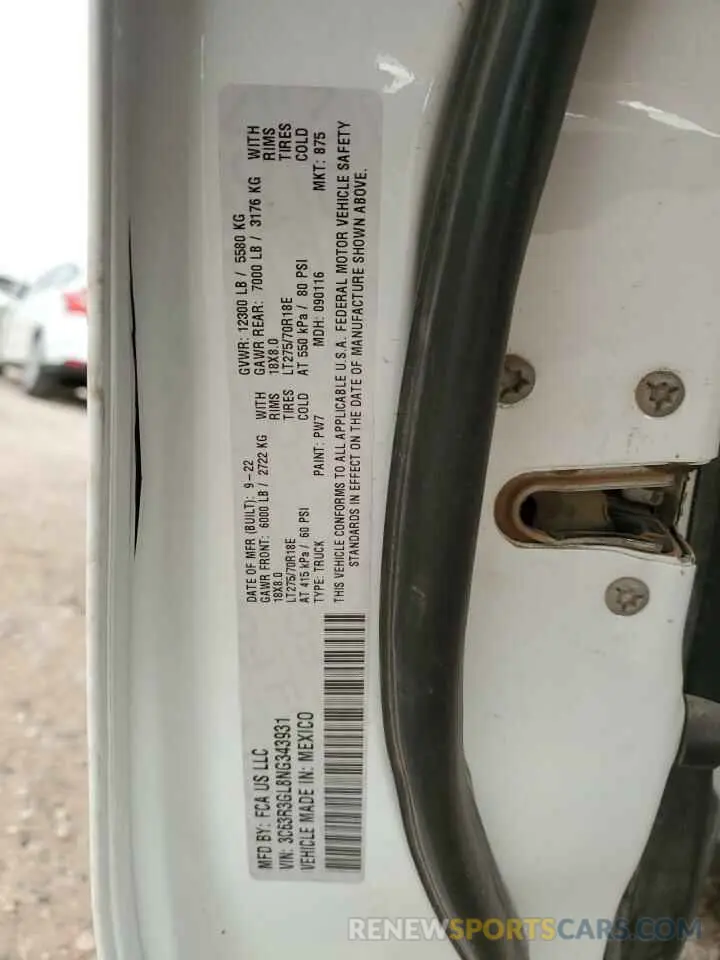 MFD BY: FCA US LLC
VIN: 3C63R3GL8NG343931
VEHICLE MADE IN: MEXICO
DATE OF MFR (BUILT): 9-22 GVWR: 12300 LB / 5580 KG
GAWR FRONT: 6000 LB / 2722 KG WITH GAWR REAR: 7000 LB / 3176 KG WITH
18X8.0 RIMS 18X8.0 RIMS
LT275/70R18E TIRES LT275/70R18E TIRES
AT 415 kPa / 60 PSI COLD AT 550 kPa / 80 PSI COLD
TYPE: TRUCK PAINT: PW7 MDH: 090116 MKT: 875
THIS VEHICLE CONFORMS TO ALL APPLICABLE U.S.A. FEDERAL MOTOR VEHICLE SAFETY
STANDARDS IN EFFECT ON THE DATE OF MANUFACTURE SHOWN ABOVE.
RENEWSPORTSCARS.COM